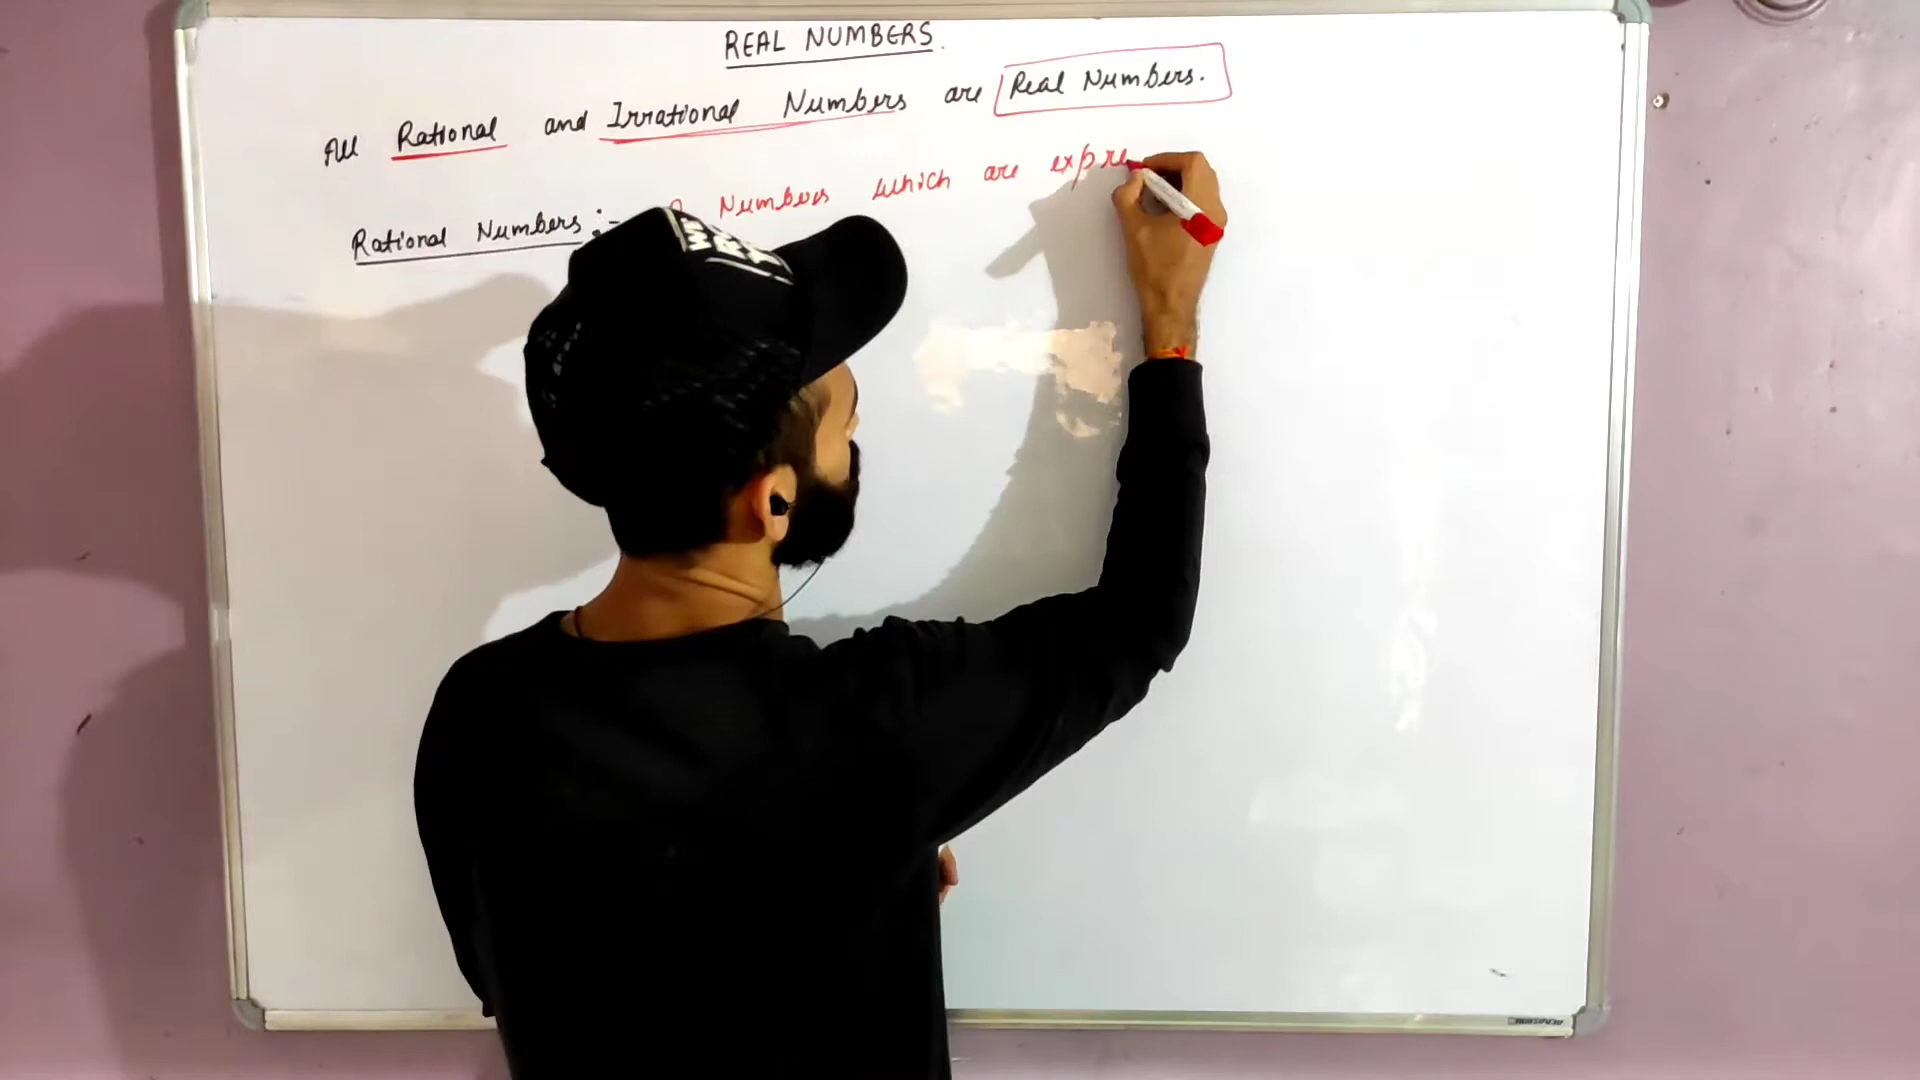 REAL NUMBERS.
All Rational and Irrational Numbers are Real Numbers.
Rational Numbers :- Numbers which are expre